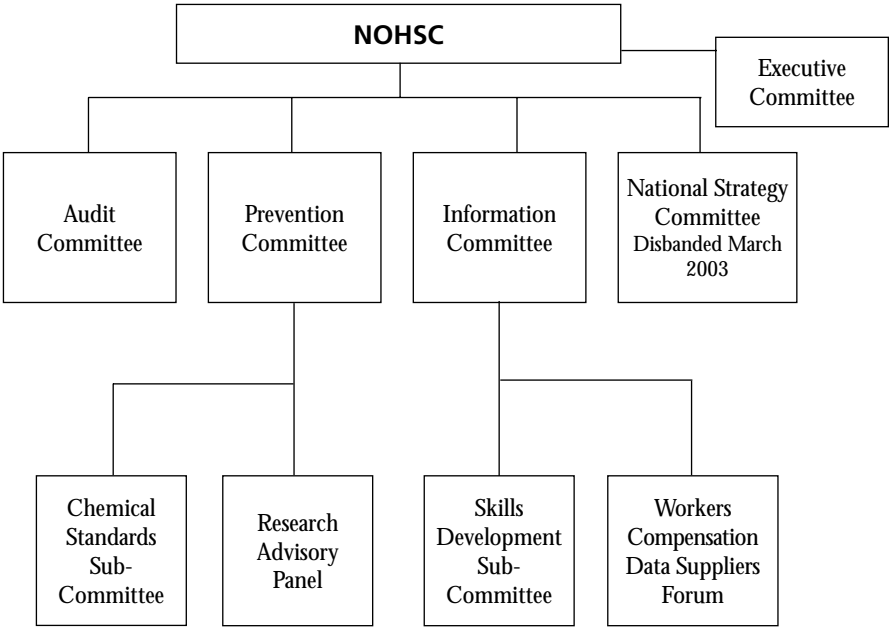 NOHSC
Executive
Committee
Audit
Committee
Prevention
Committee
Information
Committee
National Strategy
Committee
Disbanded March
2003
Chemical
Standards
Sub-
Committee
Research
Advisory
Panel
Skills
Development
Sub-
Committee
Workers
Compensation
Data Suppliers
Forum